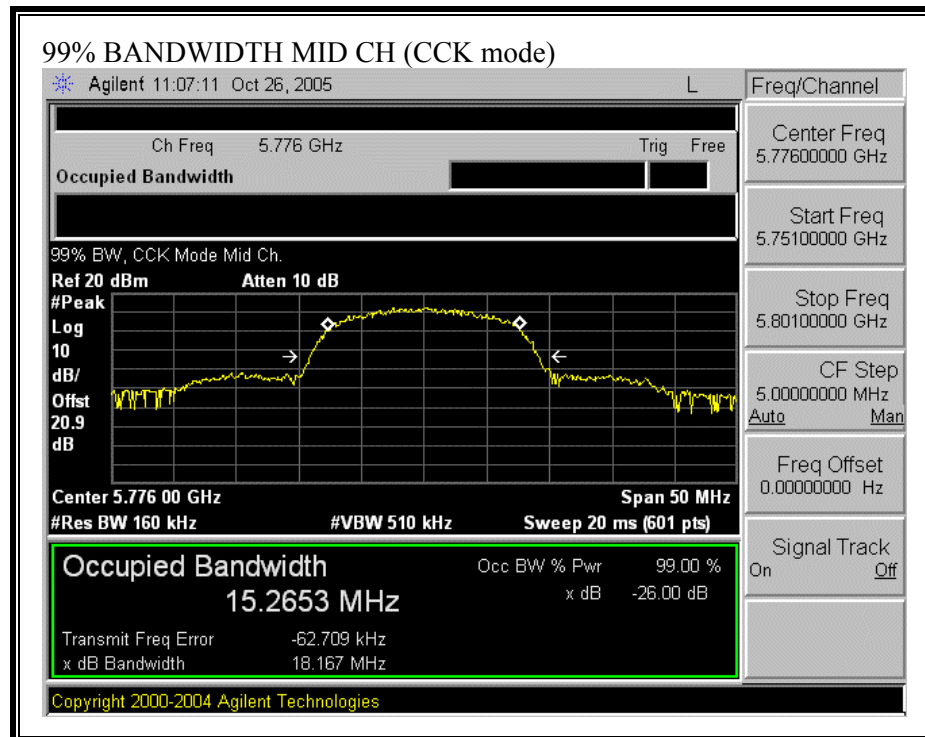 99% BANDWIDTH MID CH (CCK mode)
Agilent 11:07:11 Oct 26, 2005 L
Freq/Channel
Ch Freq 5.776 GHz Trig Free
Occupied Bandwidth
Center Freq
5.77600000 GHz
Start Freq
5.75100000 GHz
99% BW, CCK Mode Mid Ch.
Ref 20 dBm Atten 10 dB
#Peak
Log
10
dB/
Offst
20.9
dB
Stop Freq
5.80100000 GHz
CF Step
5.00000000 MHz
Auto Man
Freq Offset
0.00000000 Hz
Center 5.776 00 GHz Span 50 MHz
#Res BW 160 kHz #VBW 510 kHz Sweep 20 ms (601 pts)
Signal Track
On Off
Occupied Bandwidth Occ BW % Pwr 99.00 %
15.2653 MHz x dB -26.00 dB
Transmit Freq Error -62.709 kHz
x dB Bandwidth 18.167 MHz
Copyright 2000-2004 Agilent Technologies